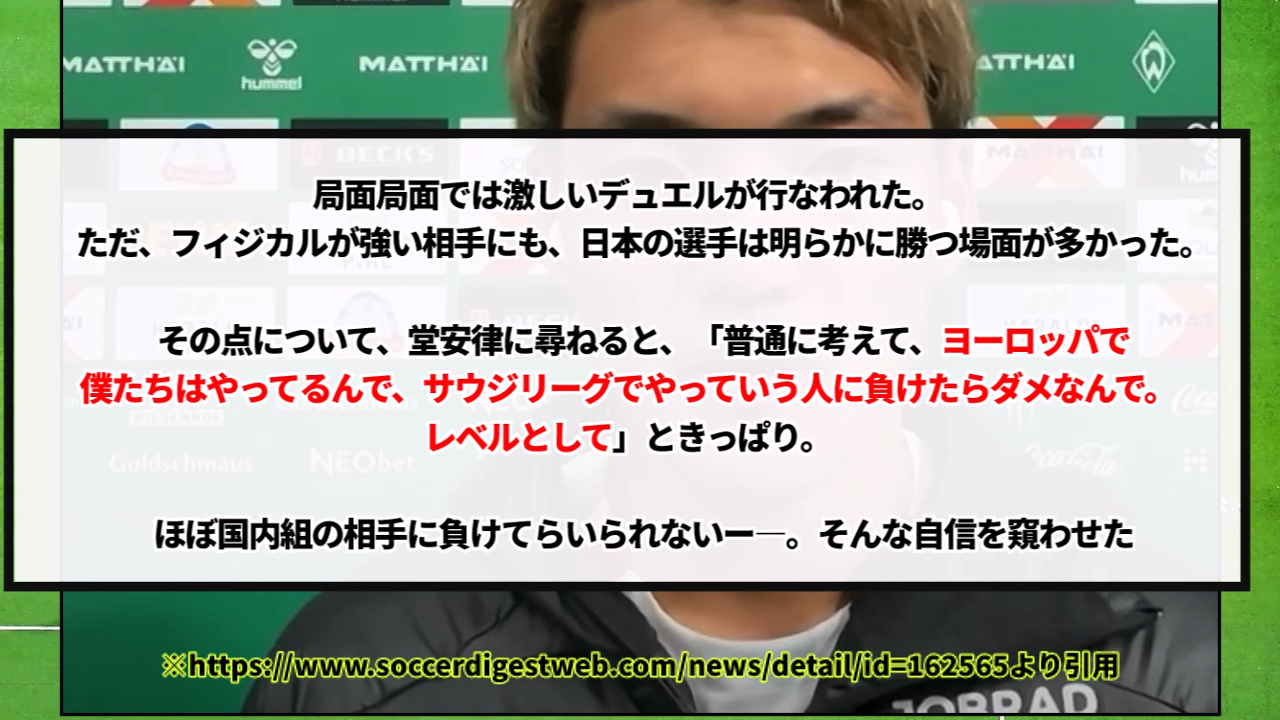 MATTHÄI
hummel
MATTHÄI
MATTHÄI
W
BECK'S
MATTHÄI
局面局面では激しいデュエルが行なわれた。
ただ、フィジカルが強い相手にも、日本の選手は明らかに勝つ場面が多かった。
その点について、堂安律に尋ねると、「普通に考えて、ヨーロッパで
僕たちはやってるんで、サウジリーグでやっていう人に負けたらダメなんで。
レベルとして」ときっぱり。
WIESENHOF
Goldschmaus
NEObet
Coca-Cola
ほぼ国内組の相手に負けてらいられないー―。そんな自信を窺わせた
※https://www.soccerdigestweb.com/news/detail/id=162565より引用
JOBRAD